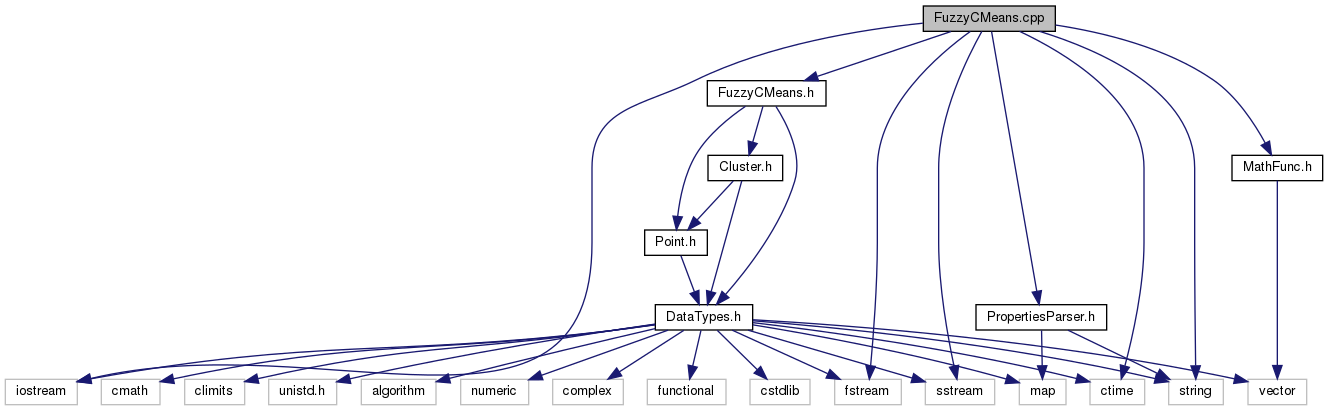 FuzzyCMeans.cpp
FuzzyCMeans.h
Cluster.h
MathFunc.h
Point.h
DataTypes.h
PropertiesParser.h
iostream
cmath
climits
unistd.h
algorithm
numeric
complex
functional
cstdlib
fstream
sstream
map
ctime
string
vector